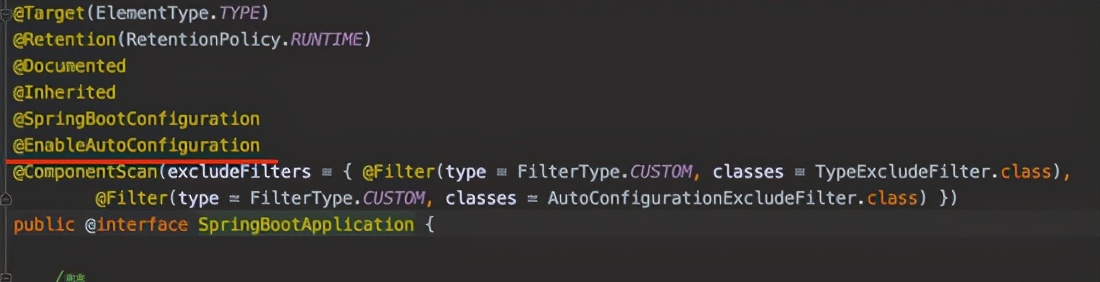 @Target(ElementType.TYPE)
@Retention(RetentionPolicy.RUNTIME)
@Documented
@Inherited
@SpringBootConfiguration
@EnableAutoConfiguration
@ComponentScan(excludeFilters = { @Filter(type = FilterType.CUSTOM, classes = TypeExcludeFilter.class),
@Filter(type = FilterType.CUSTOM, classes = AutoConfigurationExcludeFilter.class) })
public @interface SpringBootApplication {